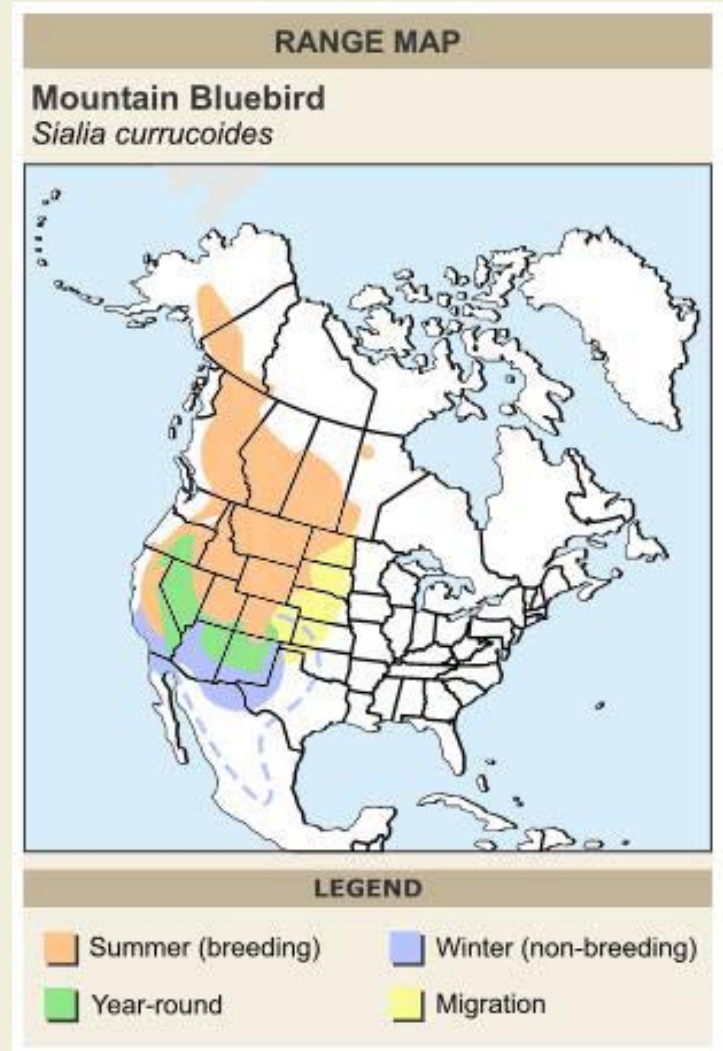 RANGE MAP
Mountain Bluebird
Sialia currucoides
LEGEND
Summer (breeding)
Winter (non-breeding)
Year-round
Migration